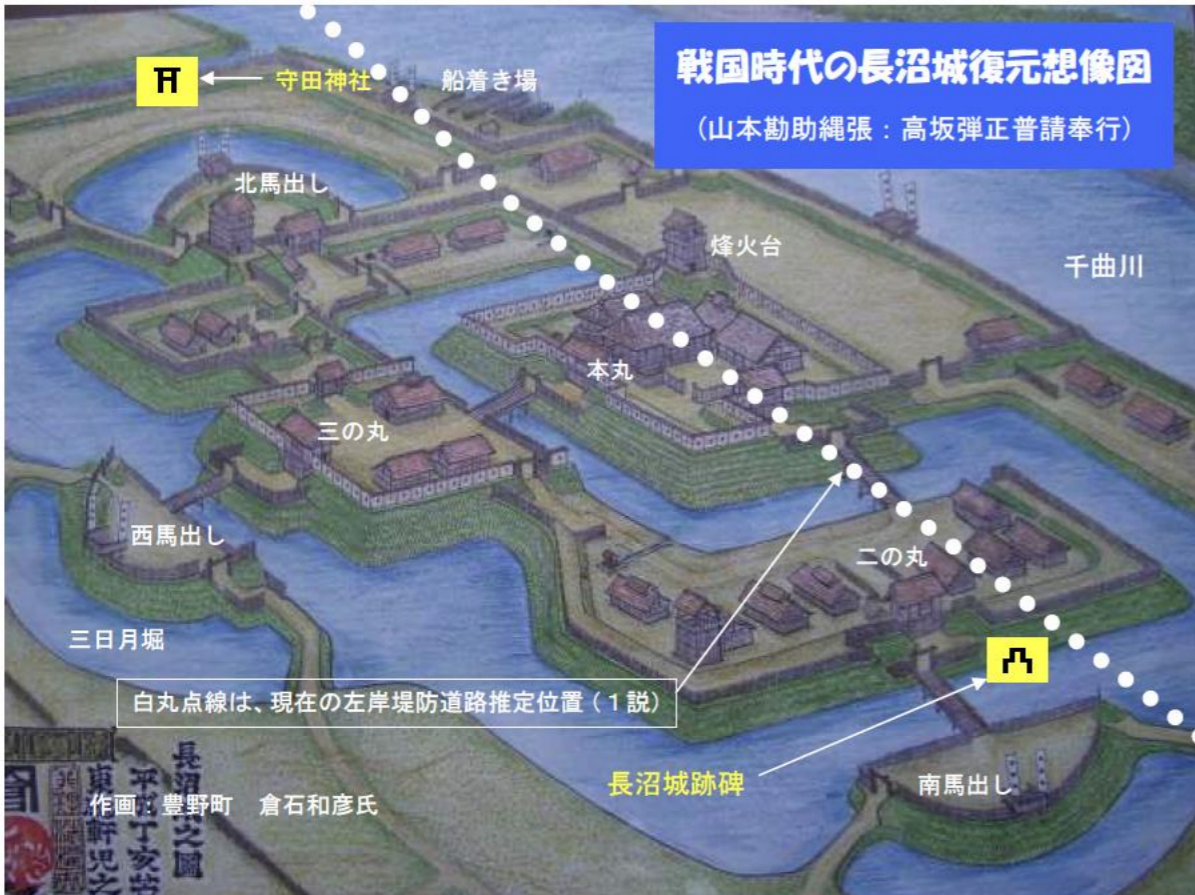 戦国時代の長沼城復元想像図
(山本勘助縄張：高坂弾正普請奉行)
守田神社
船着き場
北馬出し
烽火台
千曲川
本丸
三の丸
西馬出し
二の丸
三日月堀
白丸点線は、現在の左岸堤防道路推定位置（1説）
長沼城跡碑
南馬出し
作画：豊野町　倉石和彦氏